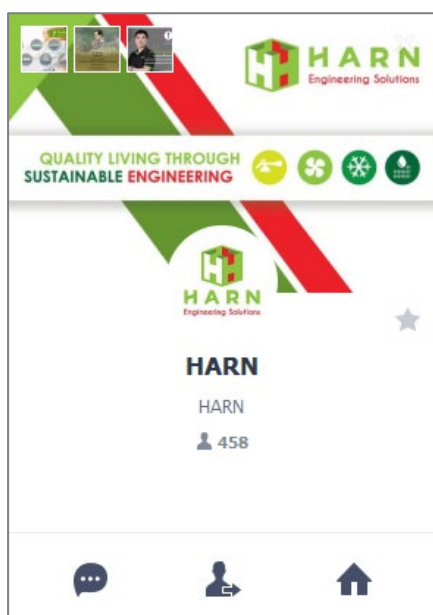 HARN
Engineering Solutions
QUALITY LIVING THROUGH
SUSTAINABLE ENGINEERING
HARN
Engineering Solutions
HARN
HARN
458